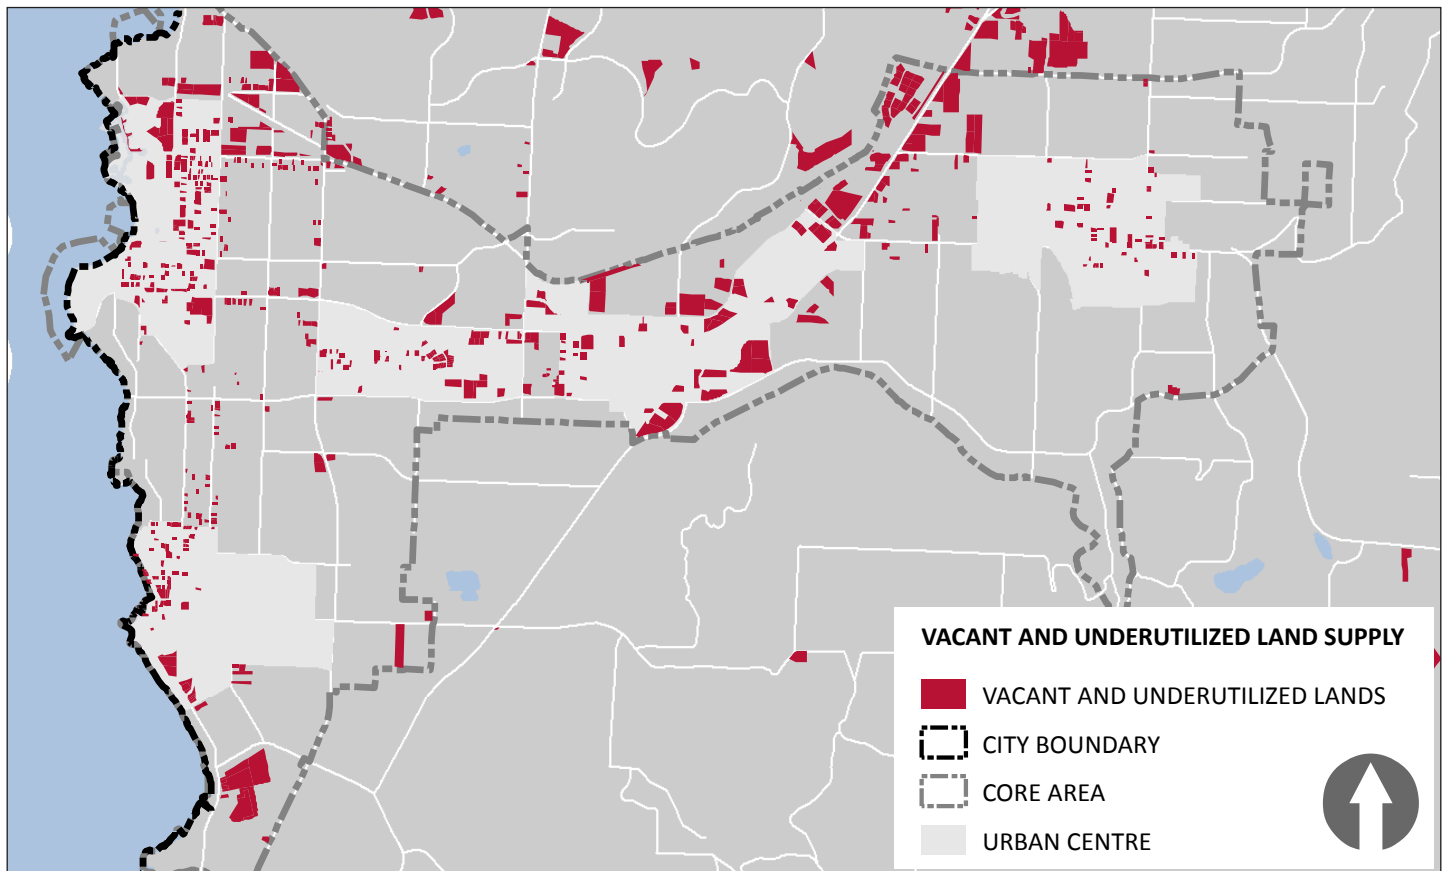 VACANT AND UNDERUTILIZED LAND SUPPLY
VACANT AND UNDERUTILIZED LANDS
CITY BOUNDARY
CORE AREA
URBAN CENTRE